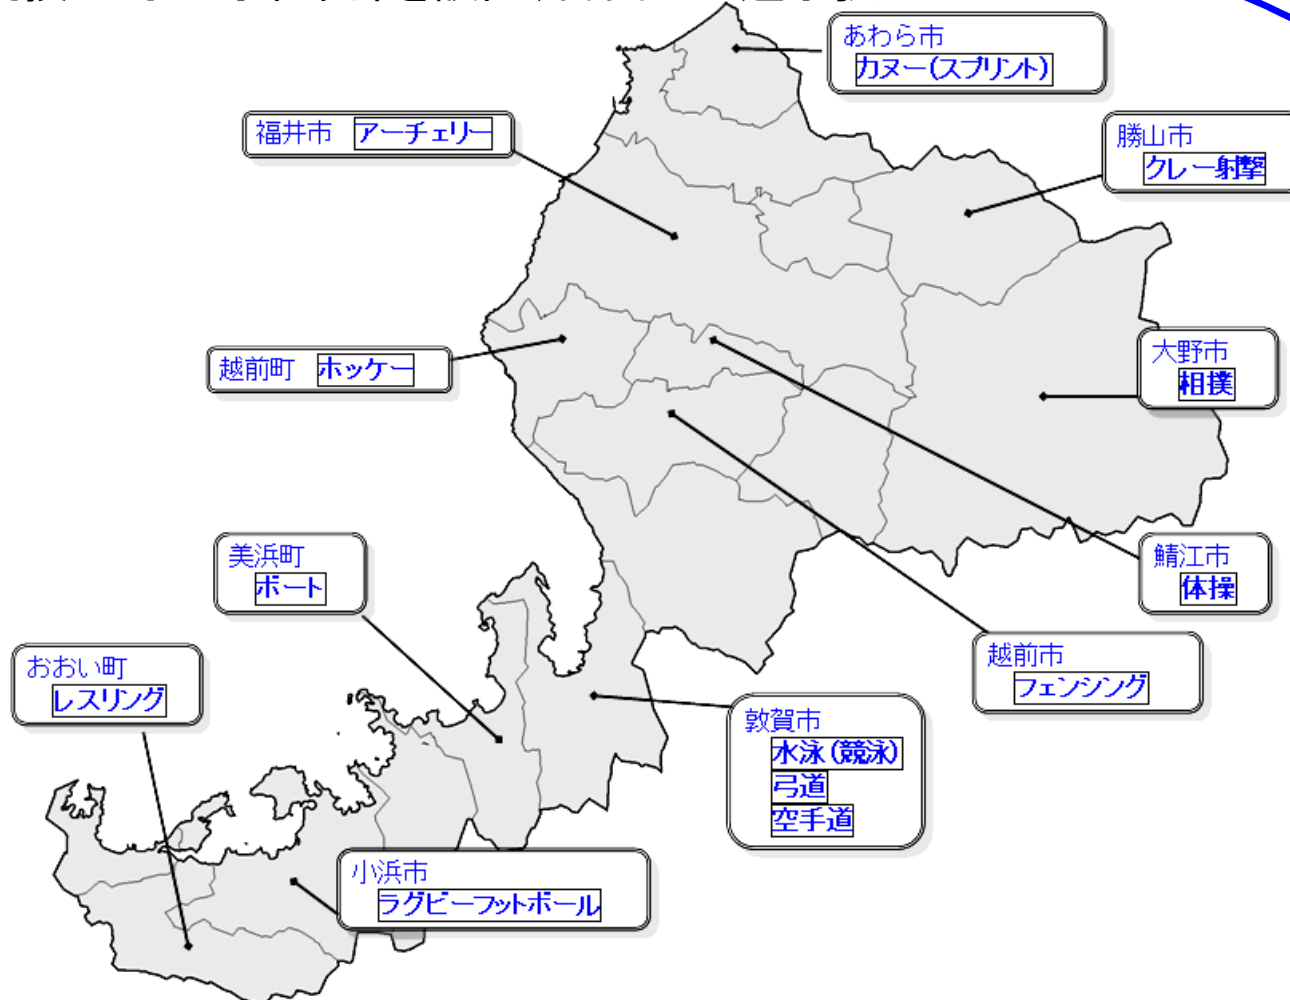 あわら市
カヌー(スプリント)
福井市 アーチェリー
勝山市
クレー射撃
越前町 ホッケー
大野市
相撲
美浜町
ボート
鯖江市
体操
おおい町
レスリング
越前市
フェンシング
敦賀市
水泳(競泳)
弓道
空手道
小浜市
ラグビーフットボール